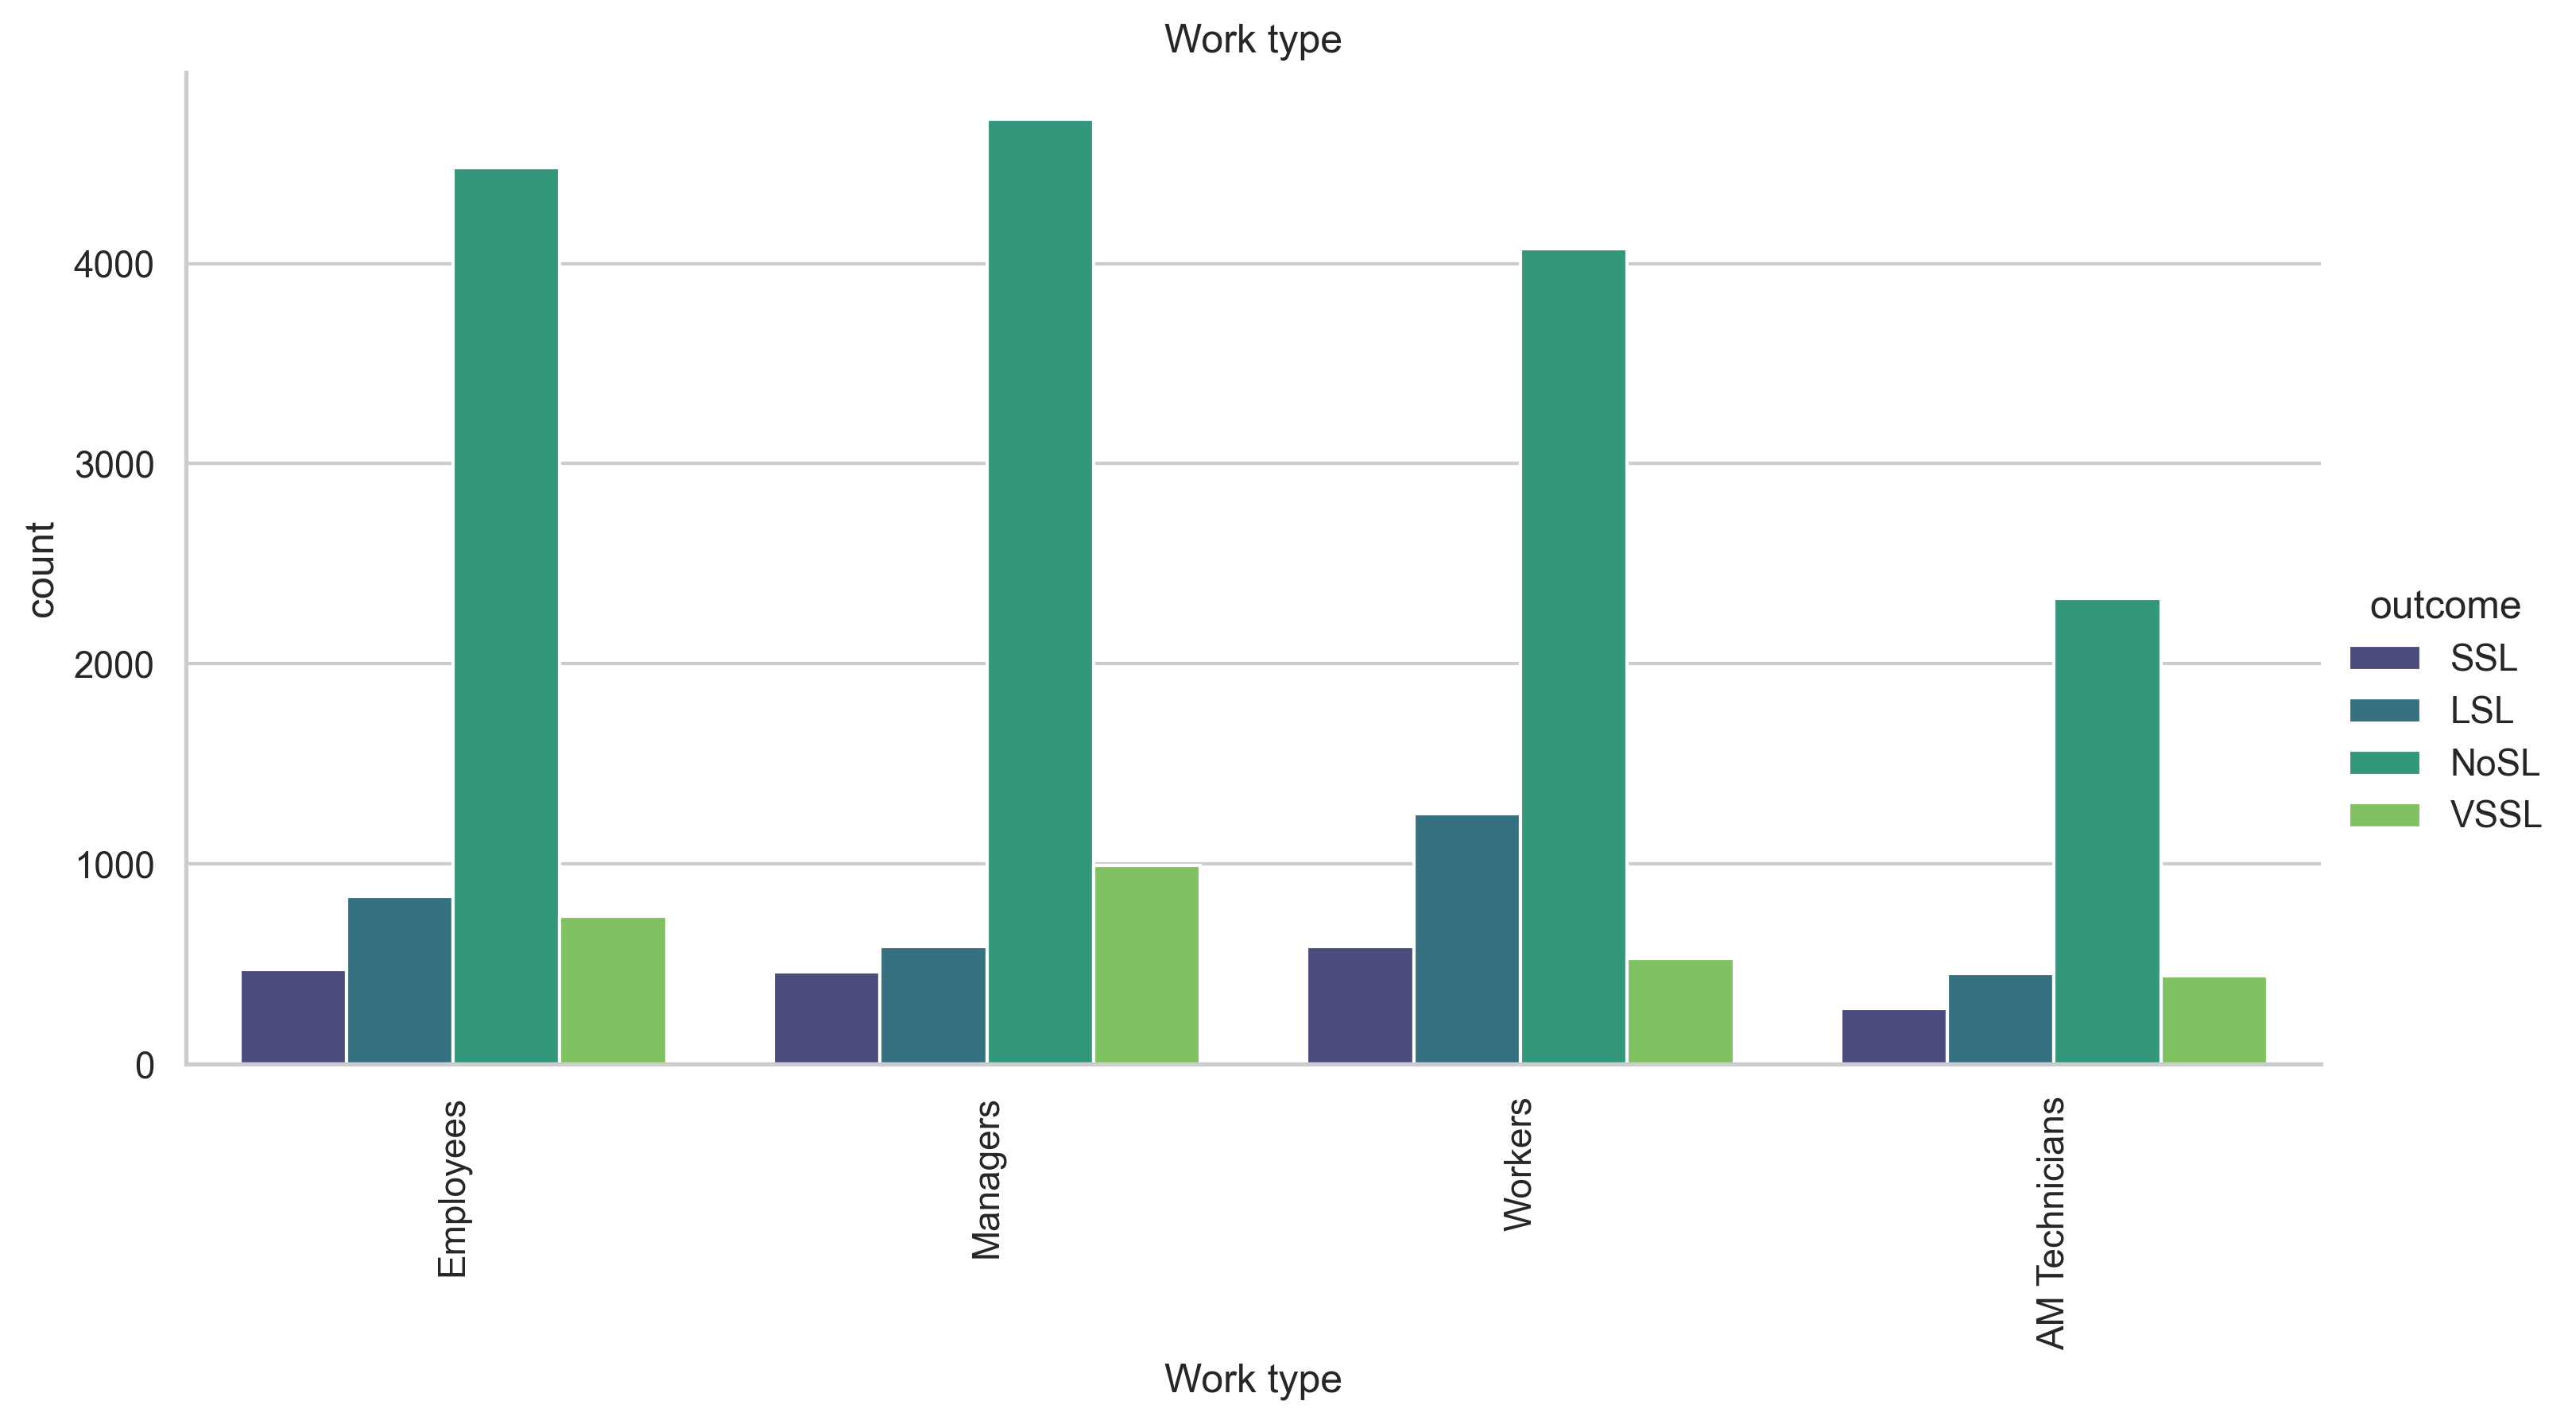 Work type
count
4000
3000
2000
1000
0
Employees
Managers
Workers
AM Technicians
Work type
outcome
SSL
LSL
NoSL
VSSL